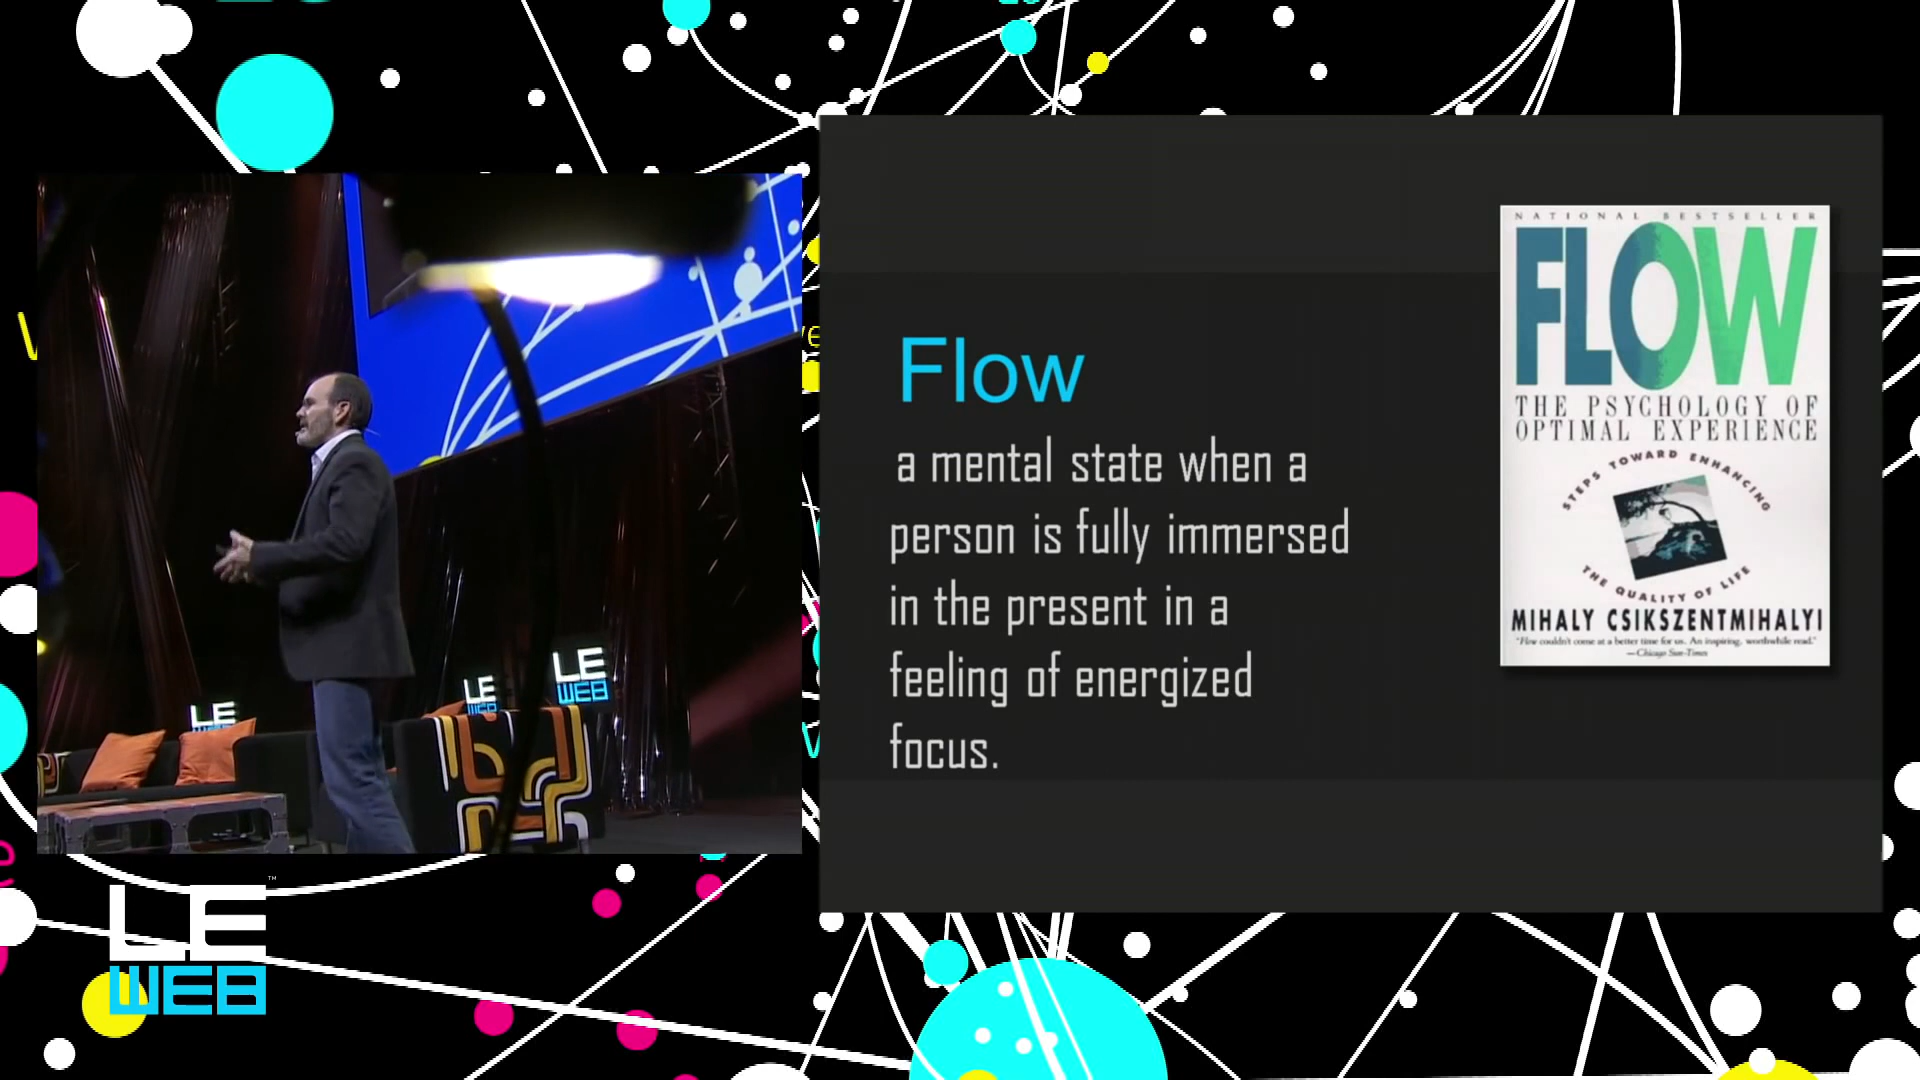 Flow
a mental state when a
person is fully immersed
in the present in a
feeling of energized
focus.
NATIONAL BESTSELLER
FLOW
THE PSYCHOLOGY OF
OPTIMAL EXPERIENCE
STEPS TOWARD ENHANCING
THE QUALITY OF LIFE
MIHALY CSIKSZENTMIHALYI
"Flow couldn't come at a better time for us. An inspiring, worthwhile read."
—Chicago Sun-Times
LE
LE
WEB
LE
WEB
LE
WEB
™